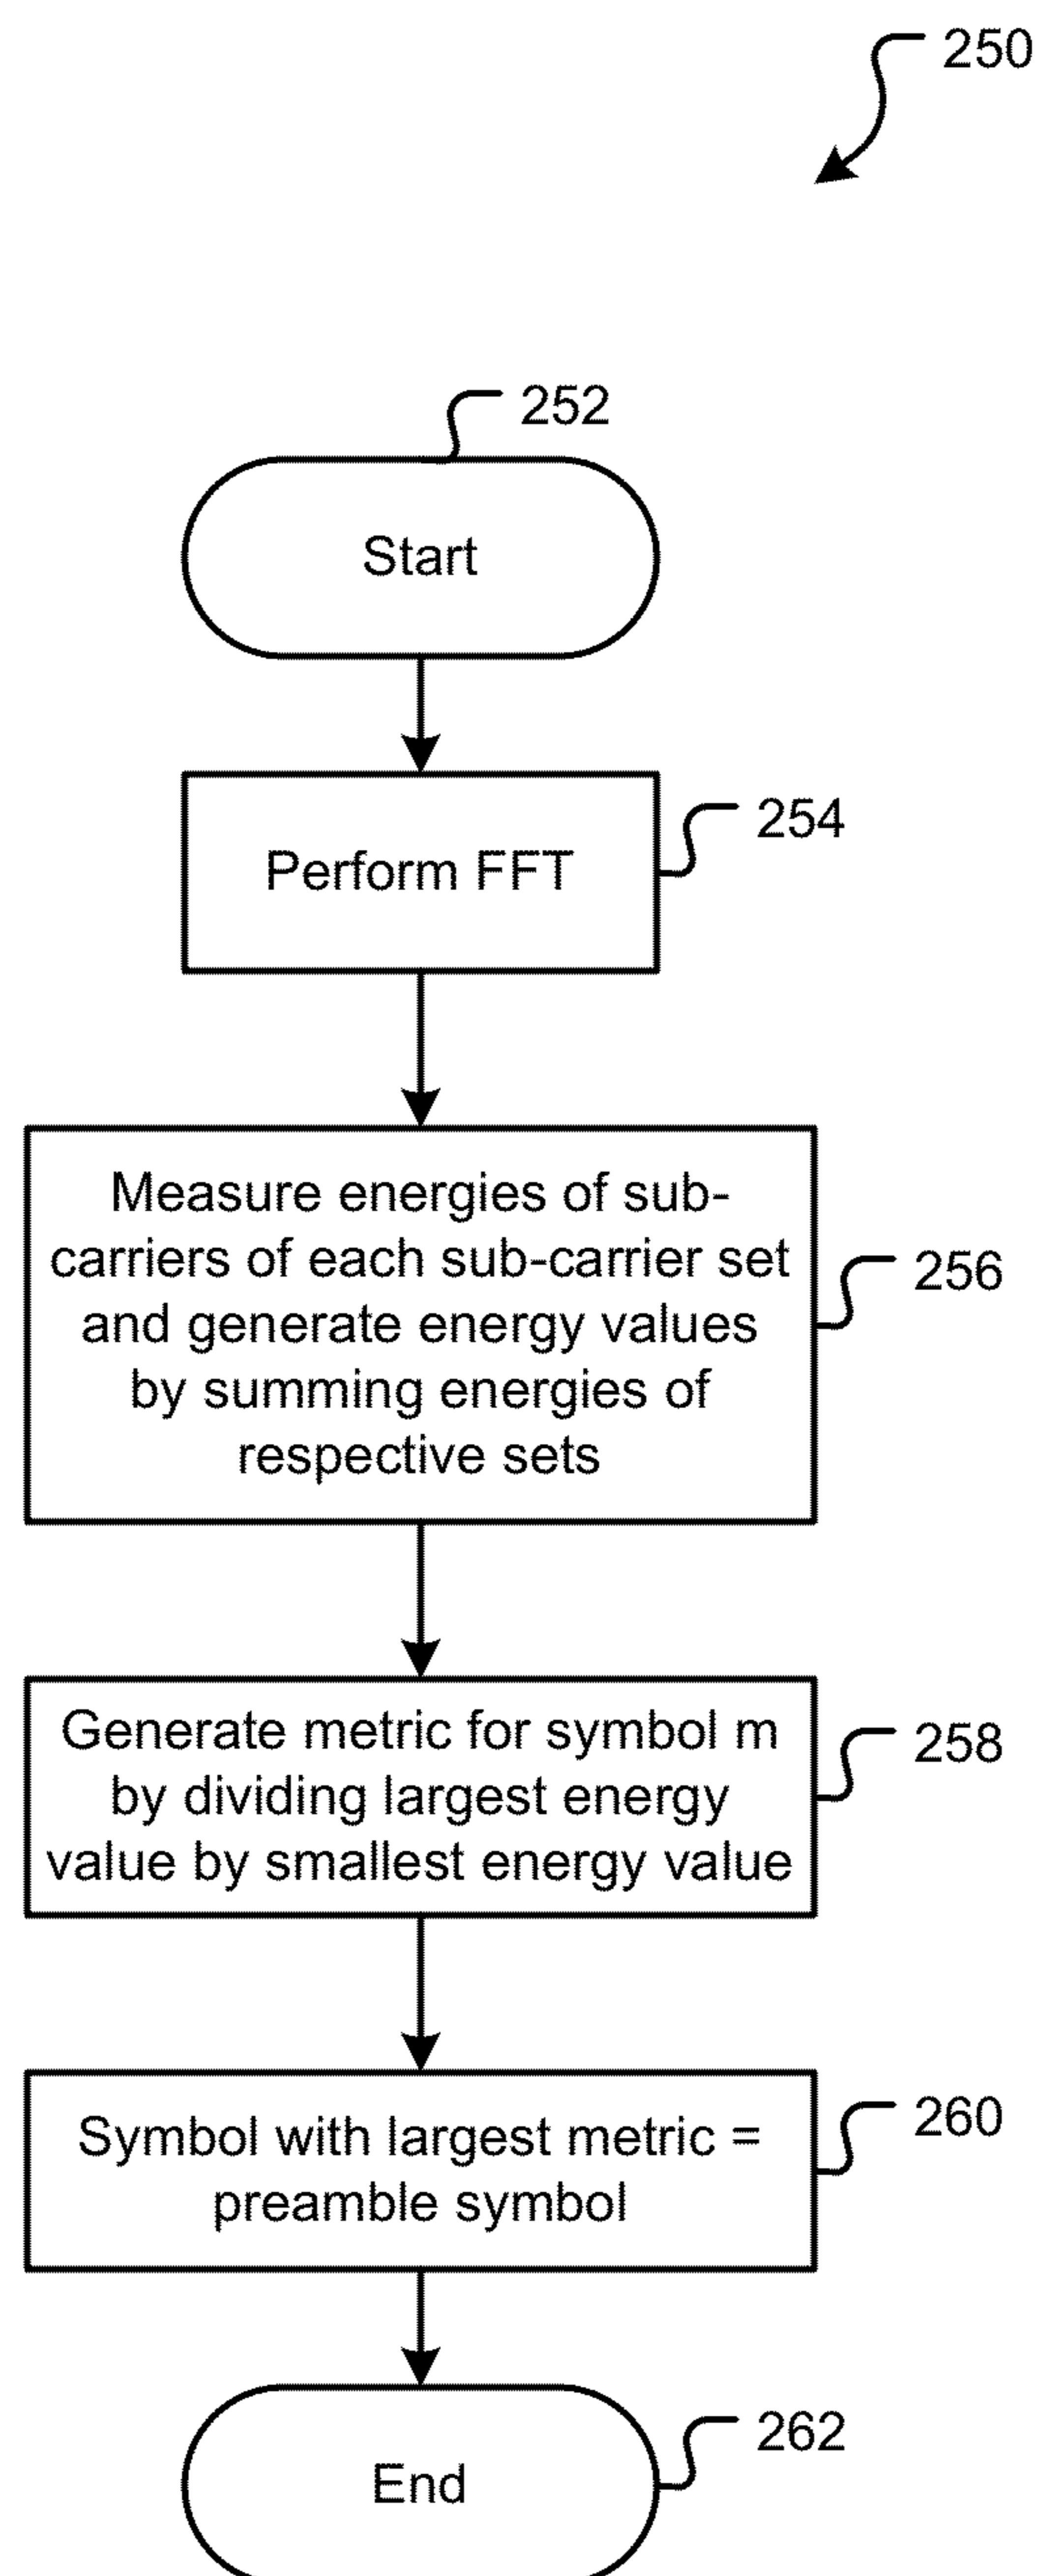 250
252
Start
254
Perform FFT
Measure energies of sub-
carriers of each sub-carrier set
256
and generate energy values
by summing energies of
respective sets
Generate metric for symbol m
258
by dividing largest energy
value by smallest energy value
260
Symbol with largest metric =
preamble symbol
262
End